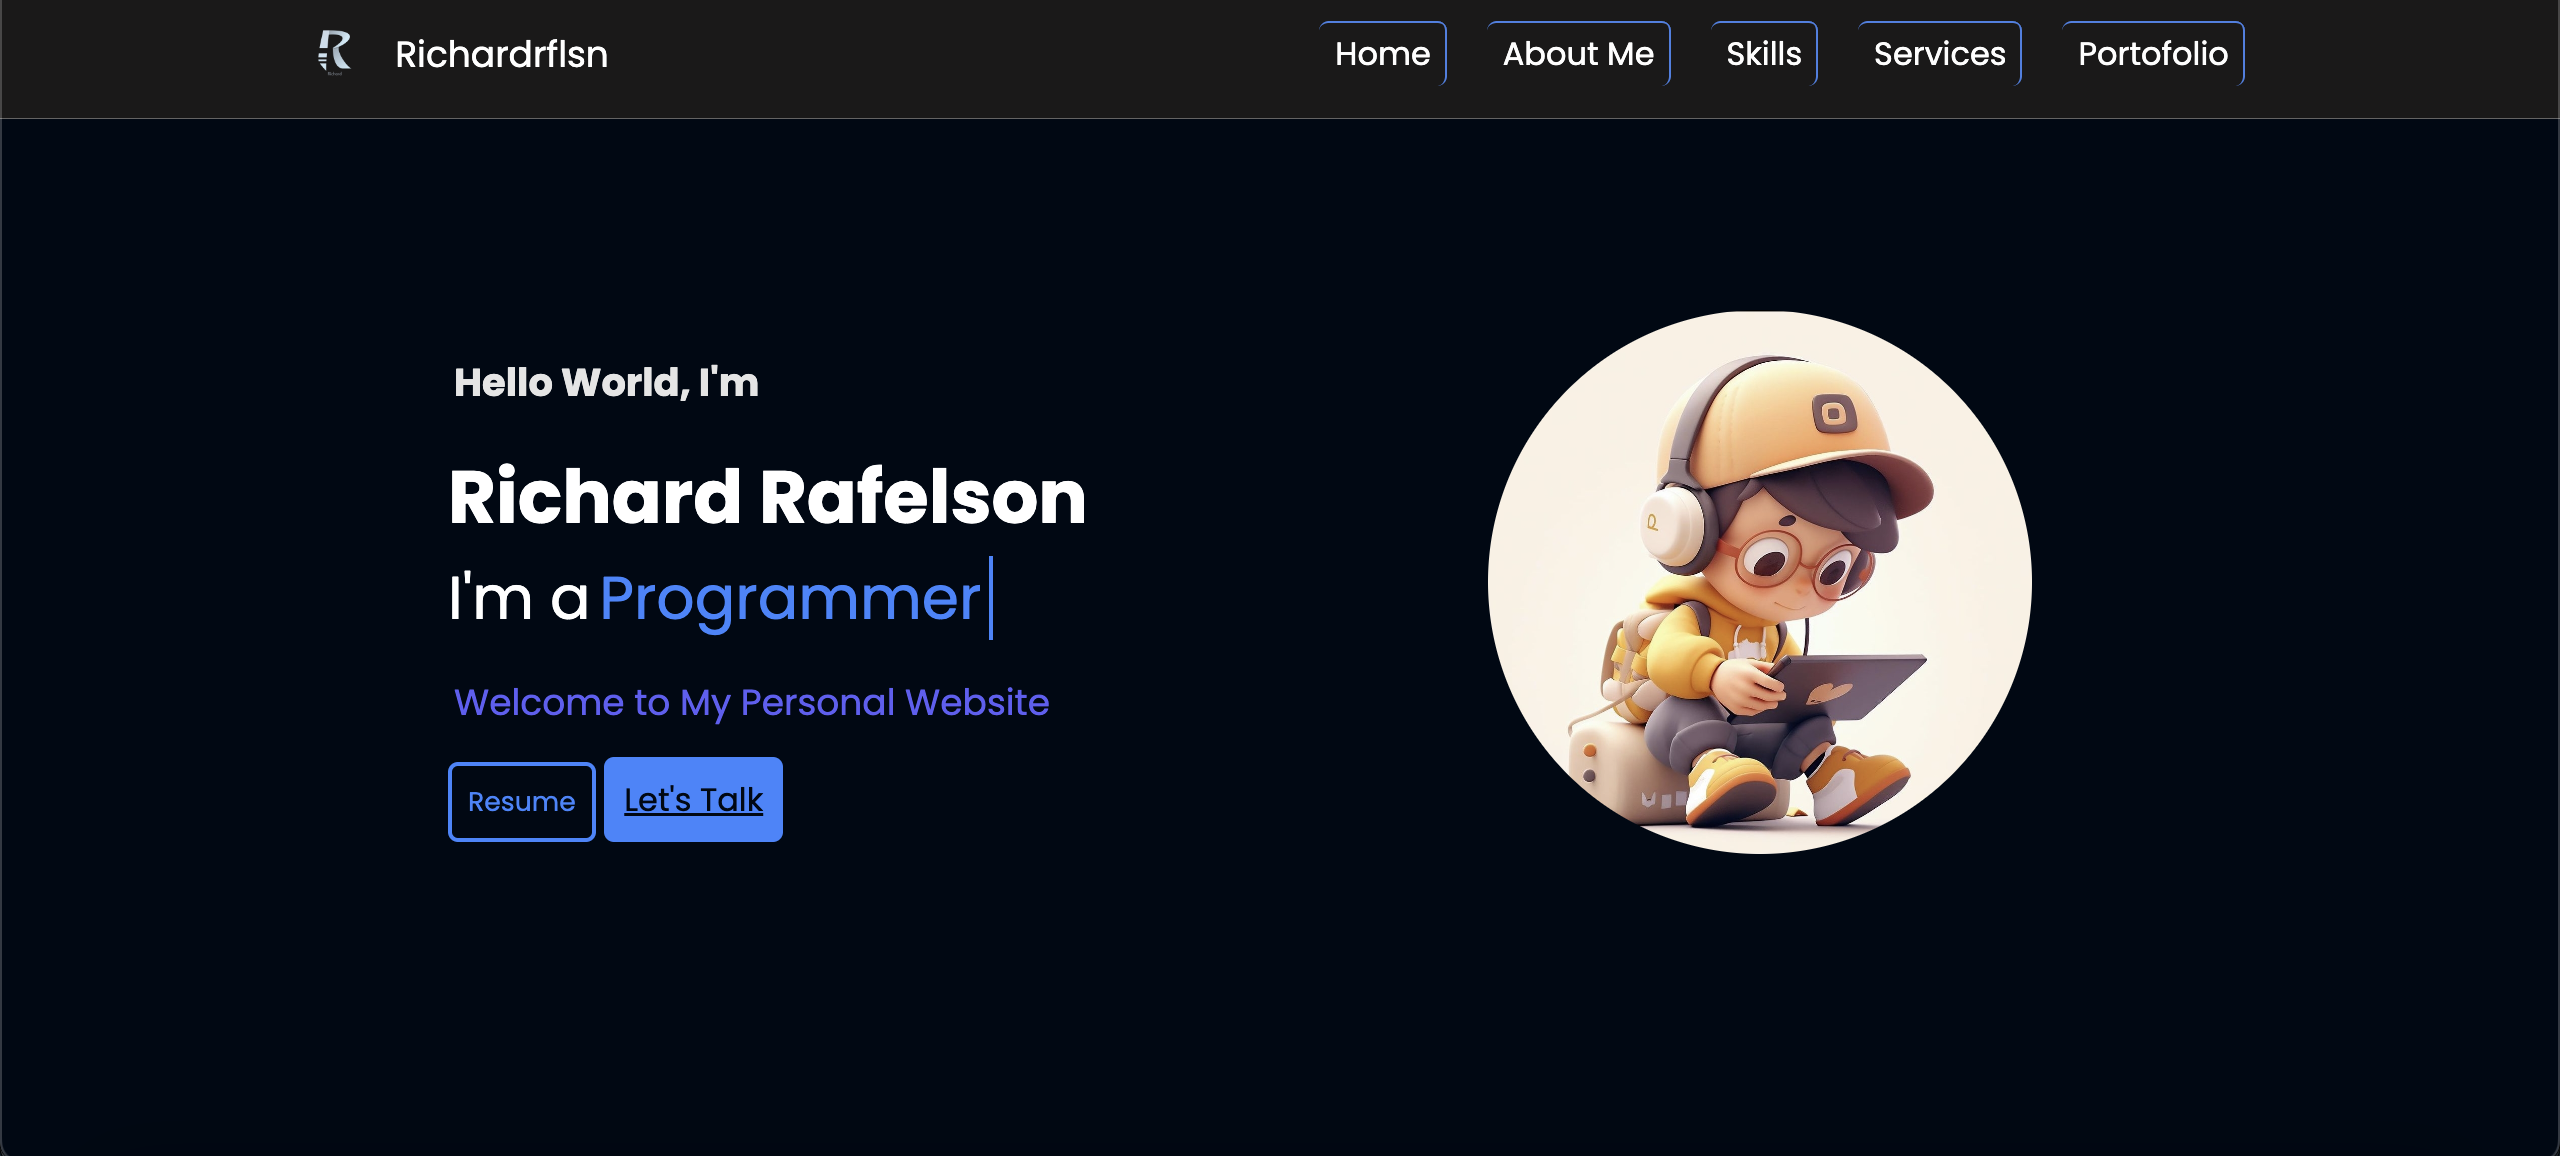 Richardrflsn
Home
About Me
Skills
Services
Portofolio
Hello World, I'm
Richard Rafelson
I'm a Programmer
Welcome to My Personal Website
Resume
Let's Talk